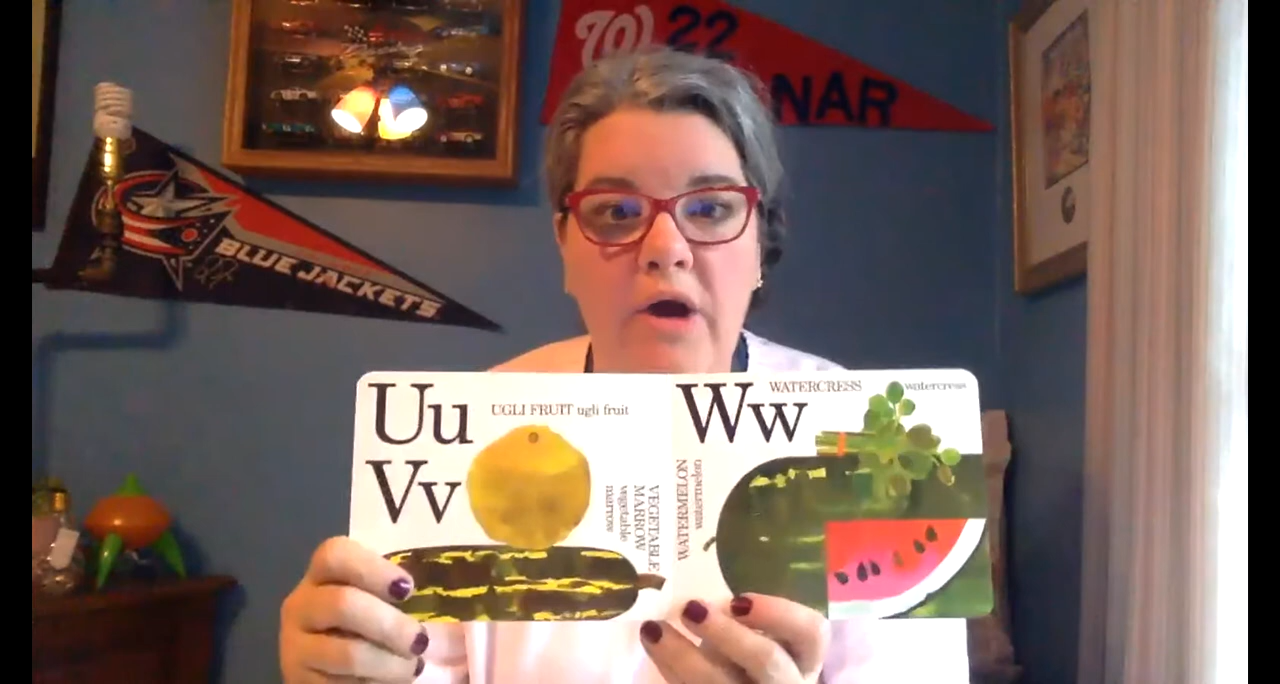 W 22
NAR
BLUE JACKETS
Uu
Vv
UGLI FRUIT ugli fruit
VEGETABLE
MARROW
vegetable
marrow
Ww
WATERCRESS
watercress
WATERMELON
watermelon